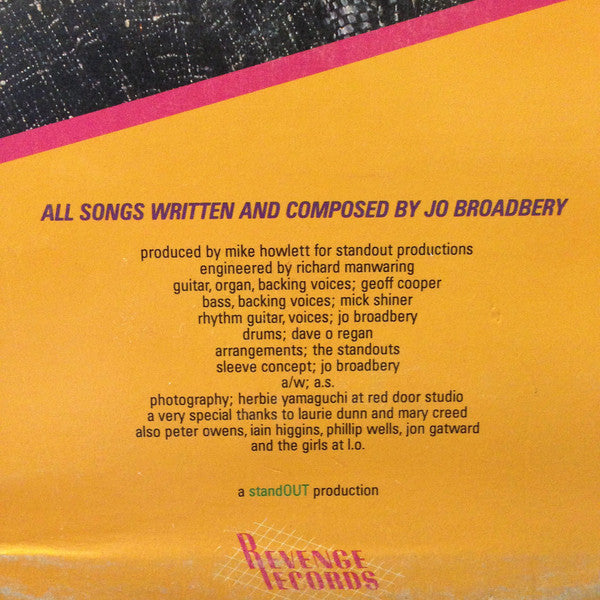 ALL SONGS WRITTEN AND COMPOSED BY JO BROADBERY
produced by mike howlett for standout productions
engineered by richard manwaring
guitar, organ, backing voices; geoff cooper
bass, backing voices; mick shiner
rhythm guitar, voices; jo broadbery
drums; dave o regan
arrangements; the standouts
sleeve concept; jo broadbery
a/w; a.s.
photography; herbie yamaguchi at red door studio
a very special thanks to laurie dunn and mary creed
also peter owens, iain higgins, phillip wells, jon gatward
and the girls at l.o.
a standOUT production
REVENGE
RECORDS